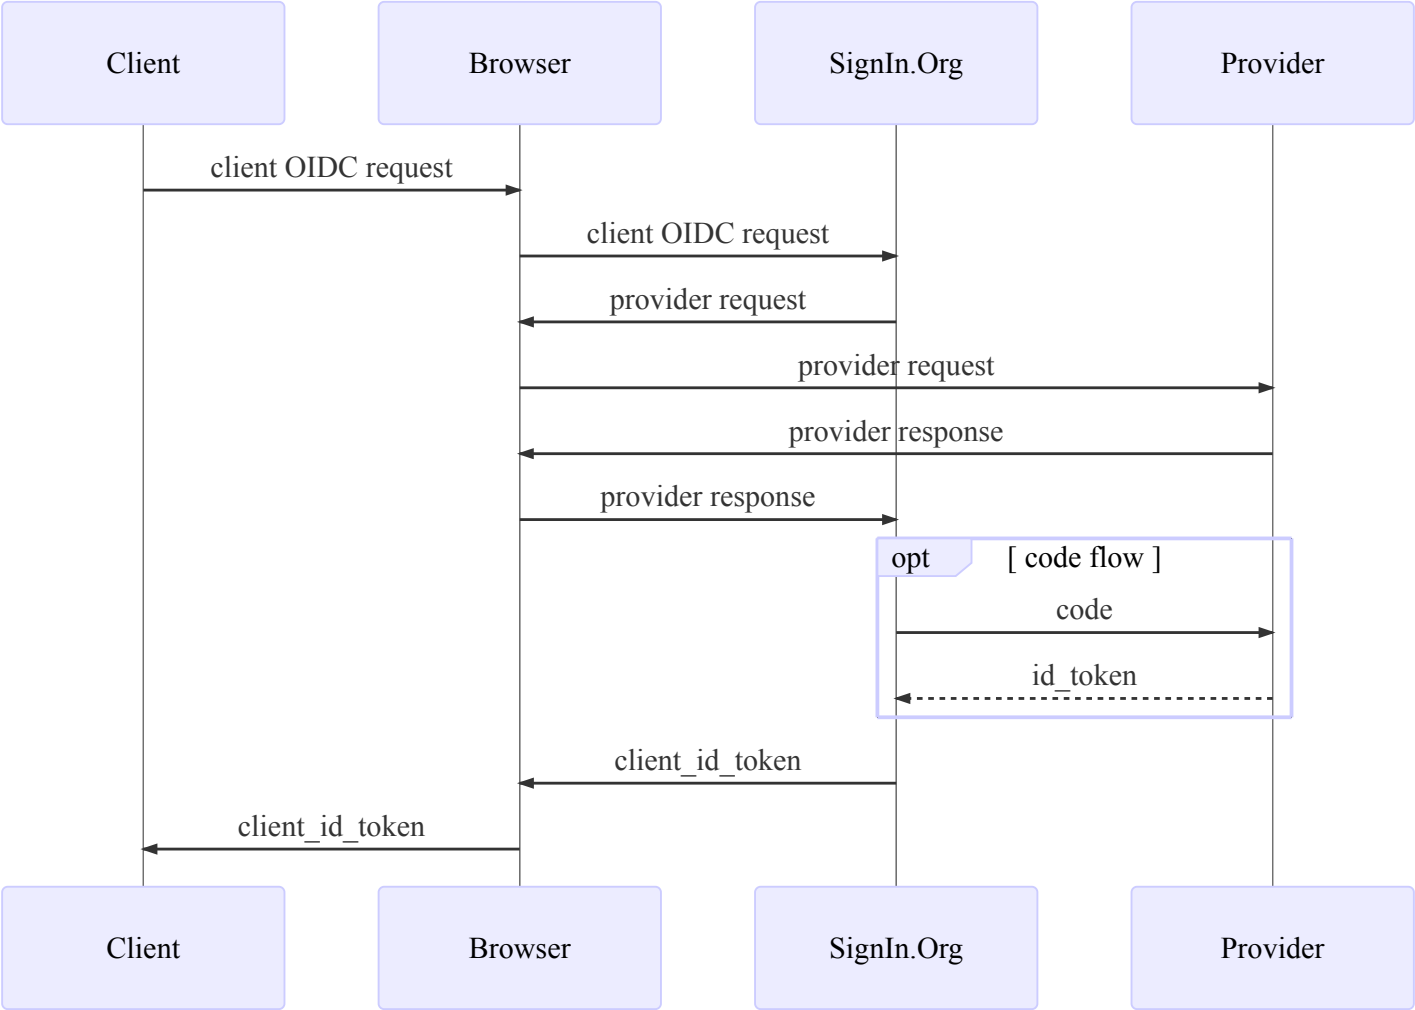 Client
Browser
SignIn.Org
Provider
client OIDC request
client OIDC request
provider request
provider request
provider response
provider response
opt
[ code flow ]
code
id_token
client_id_token
client_id_token
Client
Browser
SignIn.Org
Provider